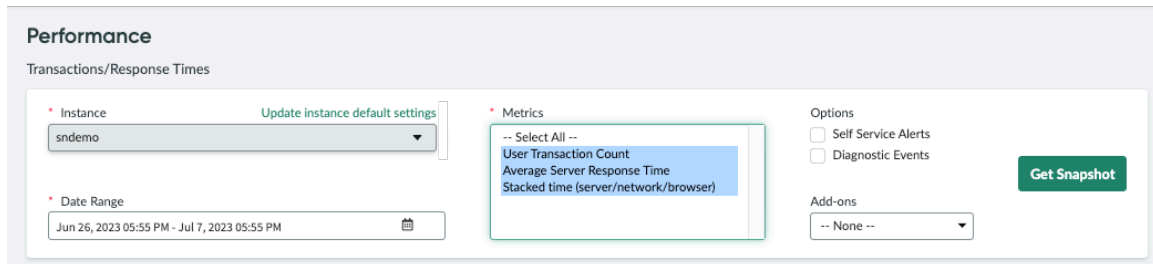 Performance
Transactions/Response Times
* Instance
Update instance default settings
sndemo
* Date Range
Jun 26, 2023 05:55 PM - Jul 7, 2023 05:55 PM
* Metrics
-- Select All --
User Transaction Count
Average Server Response Time
Stacked time (server/network/browser)
Options
Self Service Alerts
Diagnostic Events
Add-ons
-- None --
Get Snapshot